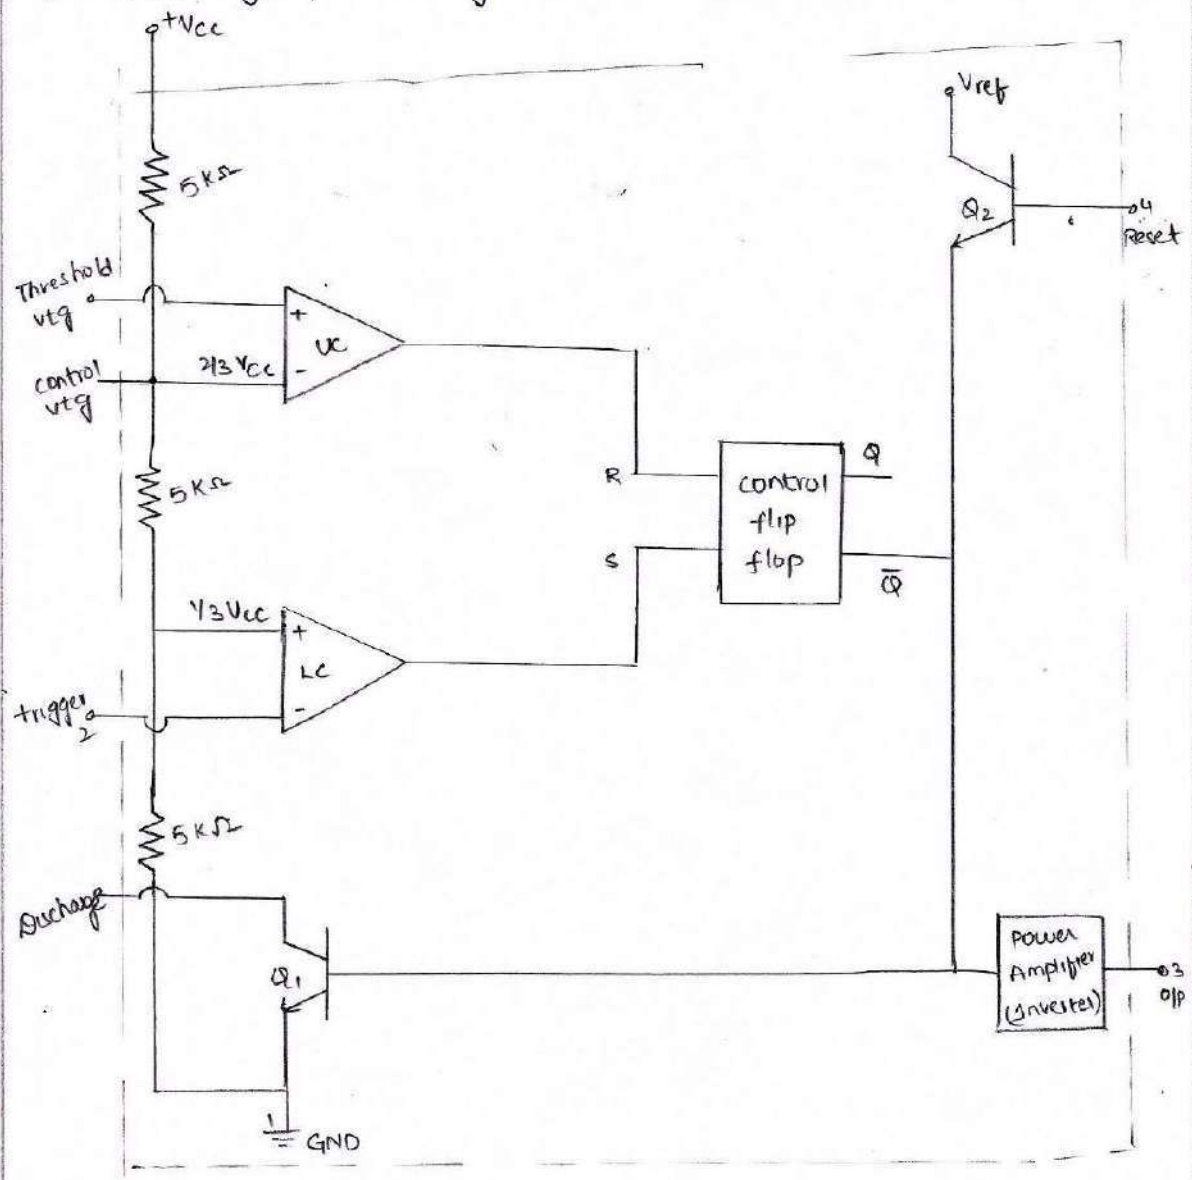 +Vcc
Vref
5KΩ
Q2
4
Reset
Threshold
vtg
+
UC
-
2/3 Vcc
control
vtg
5KΩ
R
Q
control
flip
flop
S
Q̅
1/3 Vcc
+
LC
-
trigger
2
5KΩ
Discharge
Q1
Power
Amplifier
(Inverter)
3
O/P
1
GND